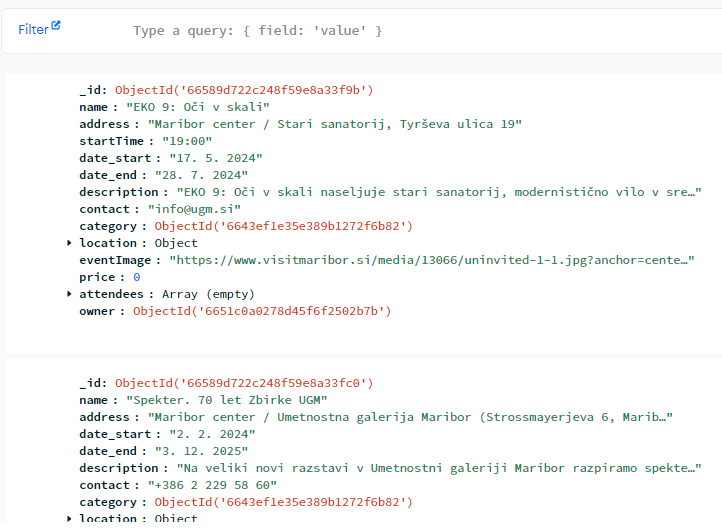 Filter
Type a query: { field: 'value' }
_id: ObjectId('66589d722c248f59e8a33f9b')
name : "EKO 9: Oči v skali"
address : "Maribor center / Stari sanatorij, Tyrševa ulica 19"
startTime : "19:00"
date_start : "17. 5. 2024"
date_end : "28. 7. 2024"
description : "EKO 9: Oči v skali naseljuje stari sanatorij, modernistično vilo v sre…"
contact : "info@ugm.si"
category : ObjectId('6643ef1e35e389b1272f6b82')
location : Object
eventImage : "https://www.visitmaribor.si/media/13066/uninvited-1-1.jpg?anchor=cente…"
price : 0
attendees : Array (empty)
owner : ObjectId('6651c0a0278d45f6f2502b7b')
_id: ObjectId('66589d722c248f59e8a33fc0')
name : "Spekter. 70 let Zbirke UGM"
address : "Maribor center / Umetnostna galerija Maribor (Strossmayerjeva 6, Marib…"
date_start : "2. 2. 2024"
date_end : "3. 12. 2025"
description : "Na veliki novi razstavi v Umetnostni galeriji Maribor razpiramo spekte…"
contact : "+386 2 229 58 60"
category : ObjectId('6643ef1e35e389b1272f6b82')
location : Object